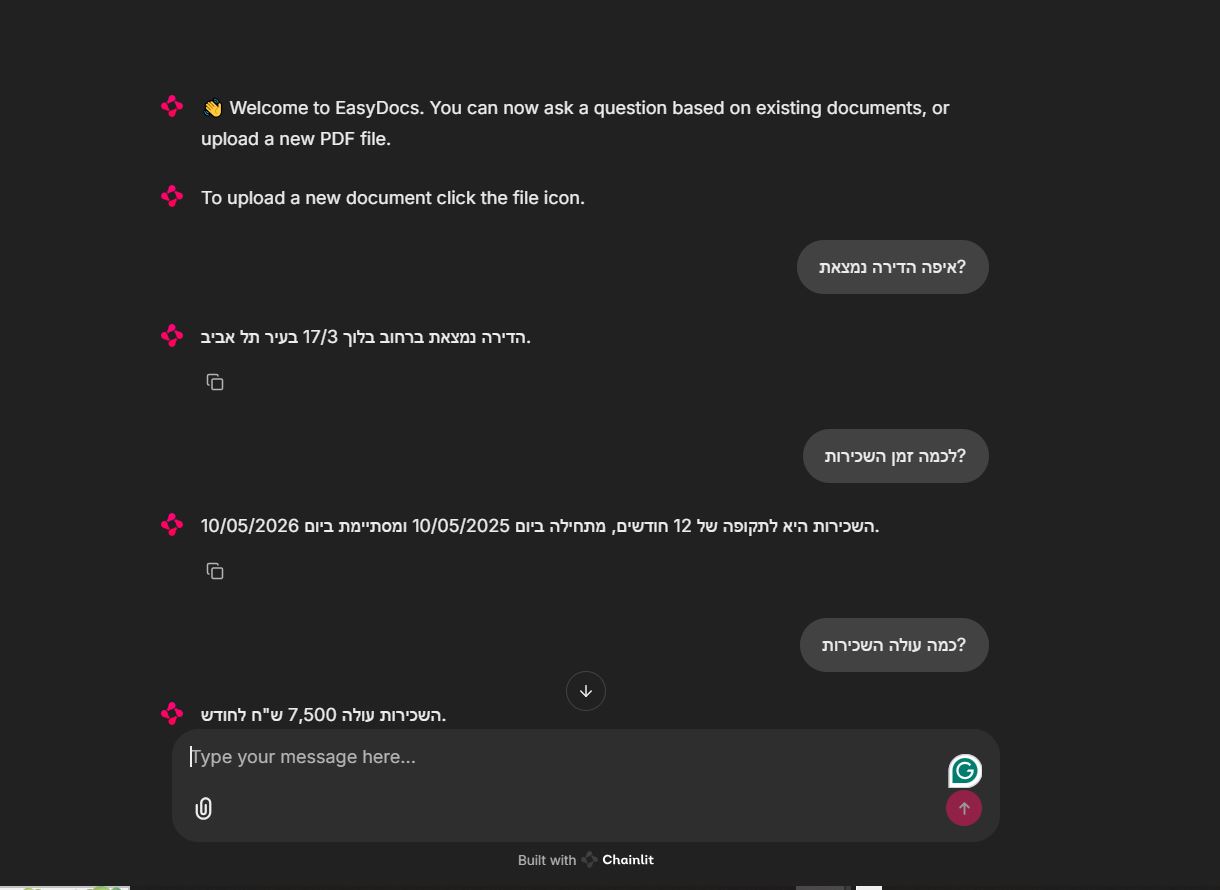 👋 Welcome to EasyDocs. You can now ask a question based on existing documents, or
upload a new PDF file.
To upload a new document click the file icon.
איפה הדירה נמצאת?
הדירה נמצאת ברחוב בלוך 17/3 בעיר תל אביב.
לכמה זמן השכירות?
השכירות היא לתקופה של 12 חודשים, מתחילה ביום 10/05/2025 ומסתיימת ביום 10/05/2026.
כמה עולה השכירות?
השכירות עולה 7,500 ש"ח לחודש.
Type your message here...
Built with Chainlit